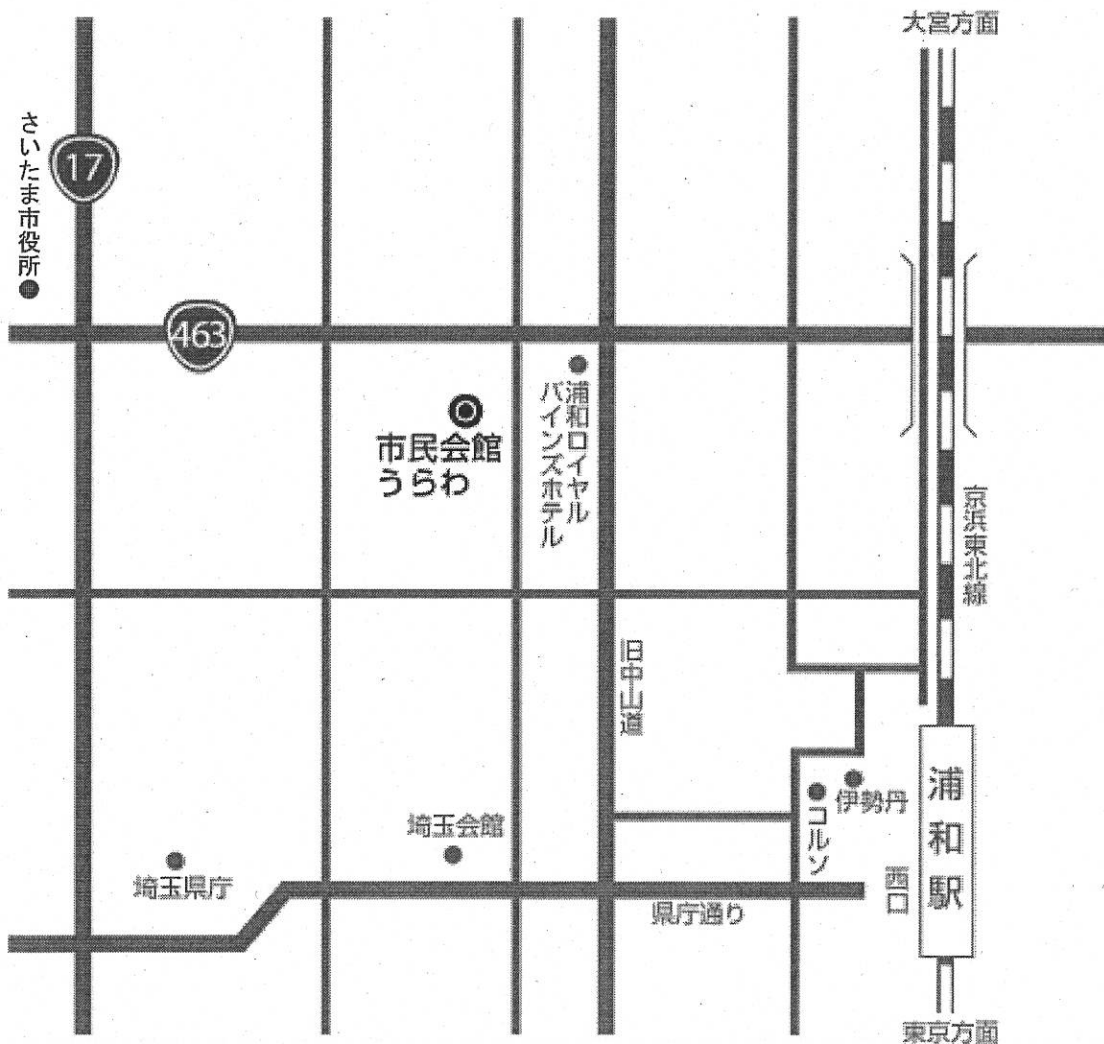 大宮方面
さいたま市役所
17
463
浦和ロイヤル
パインズホテル
市民会館
うらわ
京浜東北線
旧中山道
浦和駅
伊勢丹
コルソ
埼玉会館
埼玉県庁
西口
県庁通り
東京方面